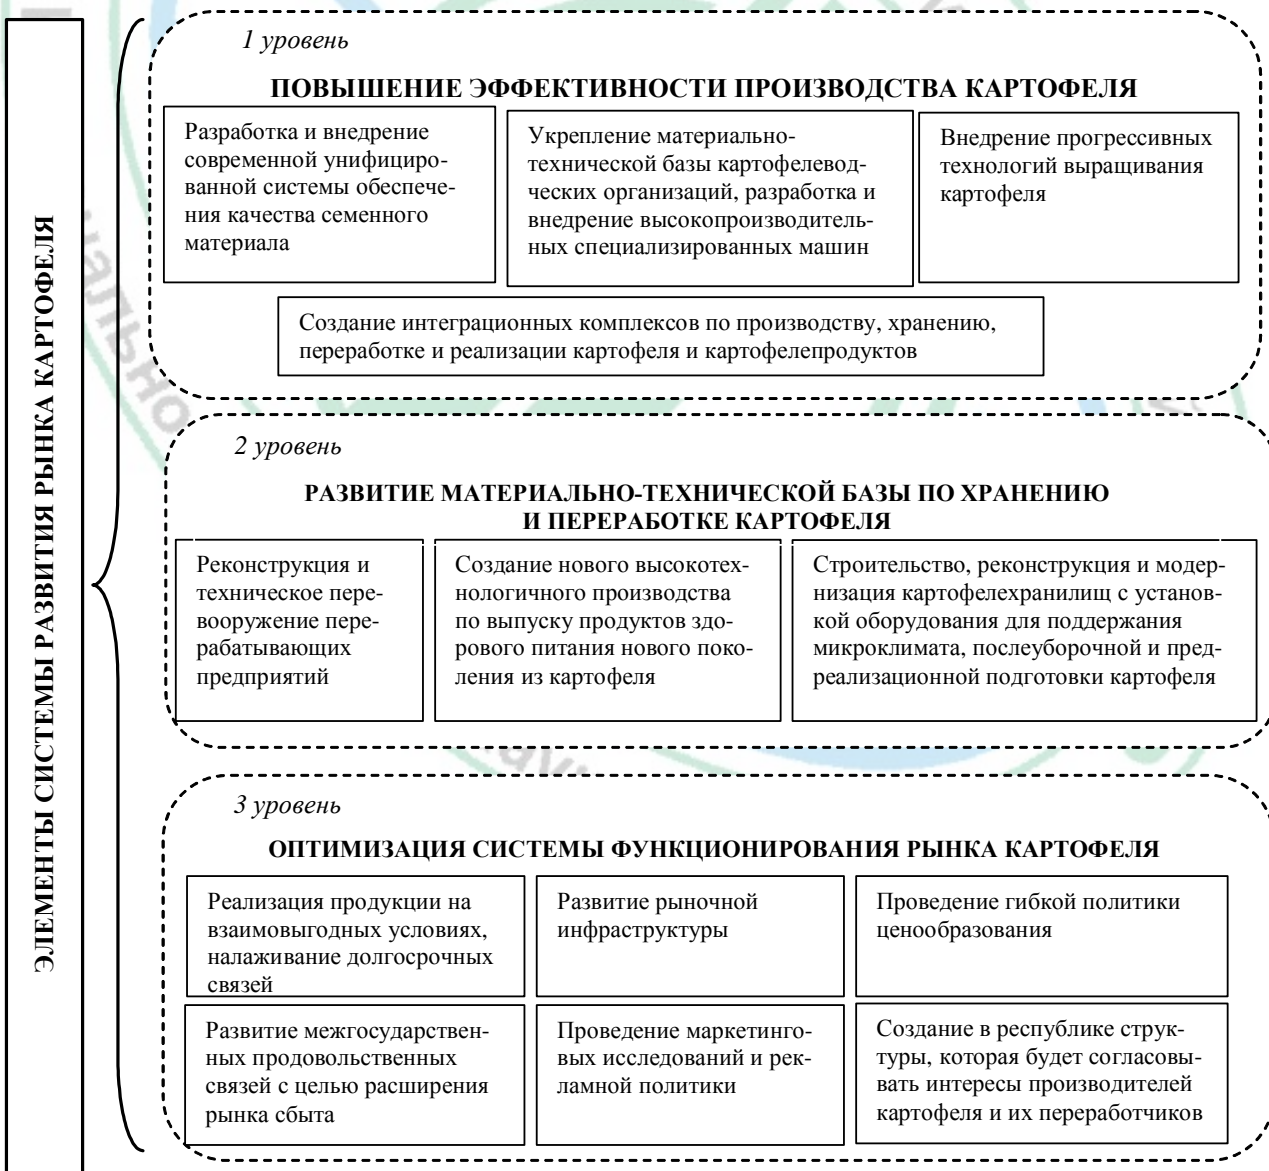 ЭЛЕМЕНТЫ СИСТЕМЫ РАЗВИТИЯ РЫНКА КАРТОФЕЛЯ
1 уровень
ПОВЫШЕНИЕ ЭФФЕКТИВНОСТИ ПРОИЗВОДСТВА КАРТОФЕЛЯ
Разработка и внедрение
современной унифициро-
ванной системы обеспече-
ния качества семенного
материала
Укрепление материально-
технической базы картофелевод-
ческих организаций, разработка и
внедрение высокопроизводитель-
ных специализированных машин
Внедрение прогрессивных
технологий выращивания
картофеля
Создание интеграционных комплексов по производству, хранению,
переработке и реализации картофеля и картофелепродуктов
2 уровень
РАЗВИТИЕ МАТЕРИАЛЬНО-ТЕХНИЧЕСКОЙ БАЗЫ ПО ХРАНЕНИЮ
И ПЕРЕРАБОТКЕ КАРТОФЕЛЯ
Реконструкция и
техническое пере-
вооружение пере-
рабатывающих
предприятий
Создание нового высокотех-
нологичного производства
по выпуску продуктов здо-
рового питания нового поко-
ления из картофеля
Строительство, реконструкция и модер-
низация картофелехранилищ с установ-
кой оборудования для поддержания
микроклимата, послеуборочной и пред-
реализационной подготовки картофеля
3 уровень
ОПТИМИЗАЦИЯ СИСТЕМЫ ФУНКЦИОНИРОВАНИЯ РЫНКА КАРТОФЕЛЯ
Реализация продукции на
взаимовыгодных условиях,
налаживание долгосрочных
связей
Развитие рыночной
инфраструктуры
Проведение гибкой политики
ценообразования
Развитие межгосударствен-
ных продовольственных
связей с целью расширения
рынка сбыта
Проведение маркетинго-
вых исследований и рек-
ламной политики
Создание в республике струк-
туры, которая будет согласовы-
вать интересы производителей
картофеля и их переработчиков